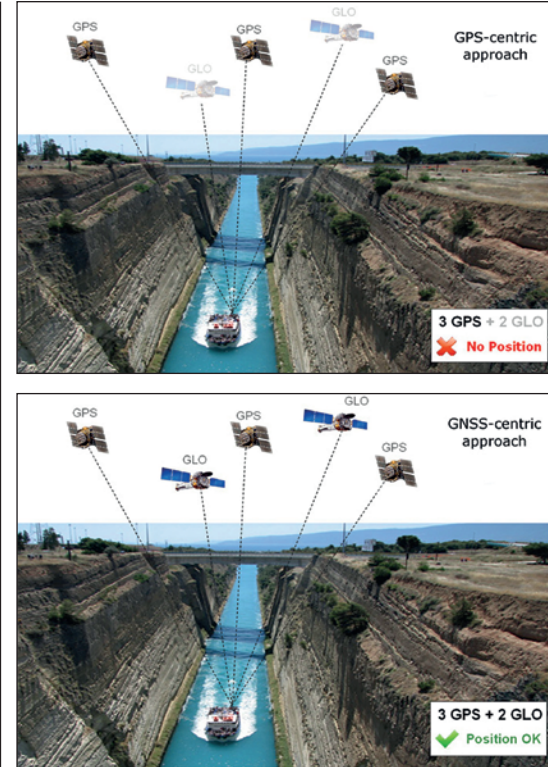 GLO
GPS
GPS
GPS-centric
approach
GPS
GLO
3 GPS + 2 GLO
No Position
GLO
GPS
GPS
GNSS-centric
approach
GPS
GLO
3 GPS + 2 GLO
Position OK